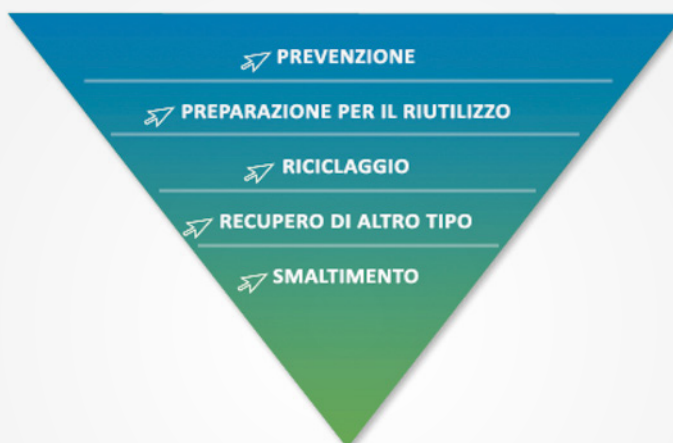 PREVENZIONE
PREPARAZIONE PER IL RIUTILIZZO
RICICLAGGIO
RECUPERO DI ALTRO TIPO
SMALTIMENTO